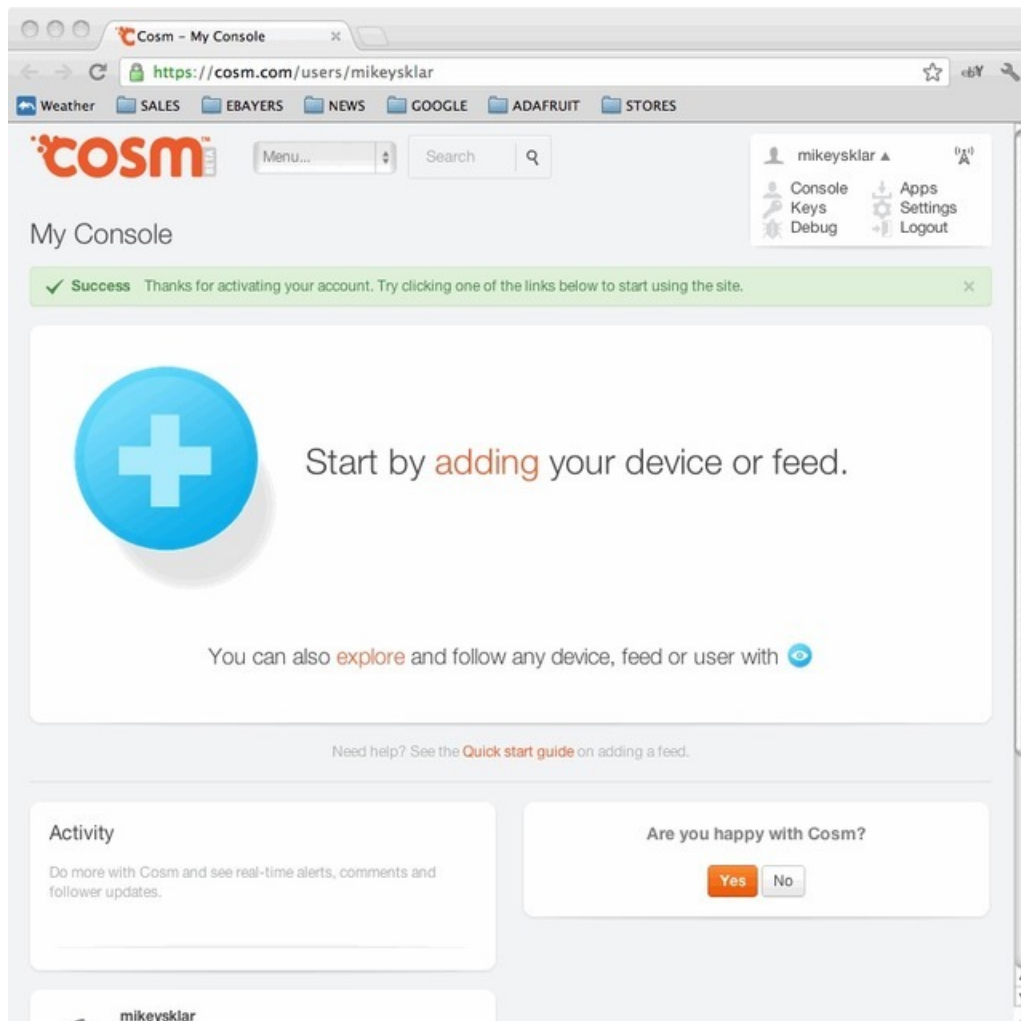 Cosm – My Console
https://cosm.com/users/mikeysklar
ebY
Weather SALES EBAYERS NEWS GOOGLE ADAFRUIT STORES
cosm™
Menu...
Search
mikeysklar
Console Apps
Keys Settings
Debug Logout
My Console
Success Thanks for activating your account. Try clicking one of the links below to start using the site.
Start by adding your device or feed.
You can also explore and follow any device, feed or user with
Need help? See the Quick start guide on adding a feed.
Activity
Do more with Cosm and see real-time alerts, comments and
follower updates.
Are you happy with Cosm?
Yes No
mikeysklar